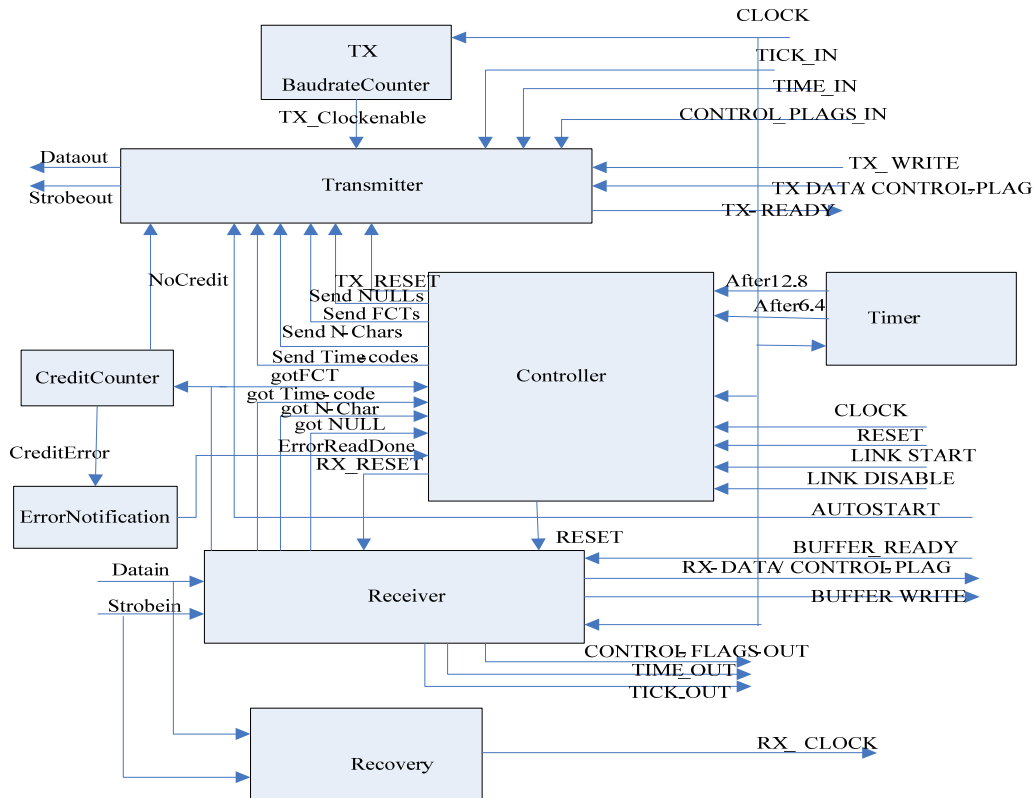 CLOCK
TX
BaudrateCounter
TICK_IN
TIME_IN
CONTROL_PLAGS_IN
TX_Clockenable
Dataout
Strobeout
Transmitter
TX_ WRITE
TX DATA/ CONTROL-PLAG
TX-READY
NoCredit
TX_RESET
Send NULLs
Send FCTs
Send N-Chars
Send Time-codes
After12.8
After6.4
Timer
Controller
CreditCounter
gotFCT
got Time-code
got N-Char
got NULL
ErrorReadDone
RX_RESET
CLOCK
RESET
LINK START
LINK DISABLE
AUTOSTART
CreditError
ErrorNotification
RESET
BUFFER_READY
RX-DATA/ CONTROL-PLAG
BUFFER WRITE
Datain
Strobein
Receiver
CONTROL-FLAGS-OUT
TIME_OUT
TICK_OUT
Recovery
RX_ CLOCK